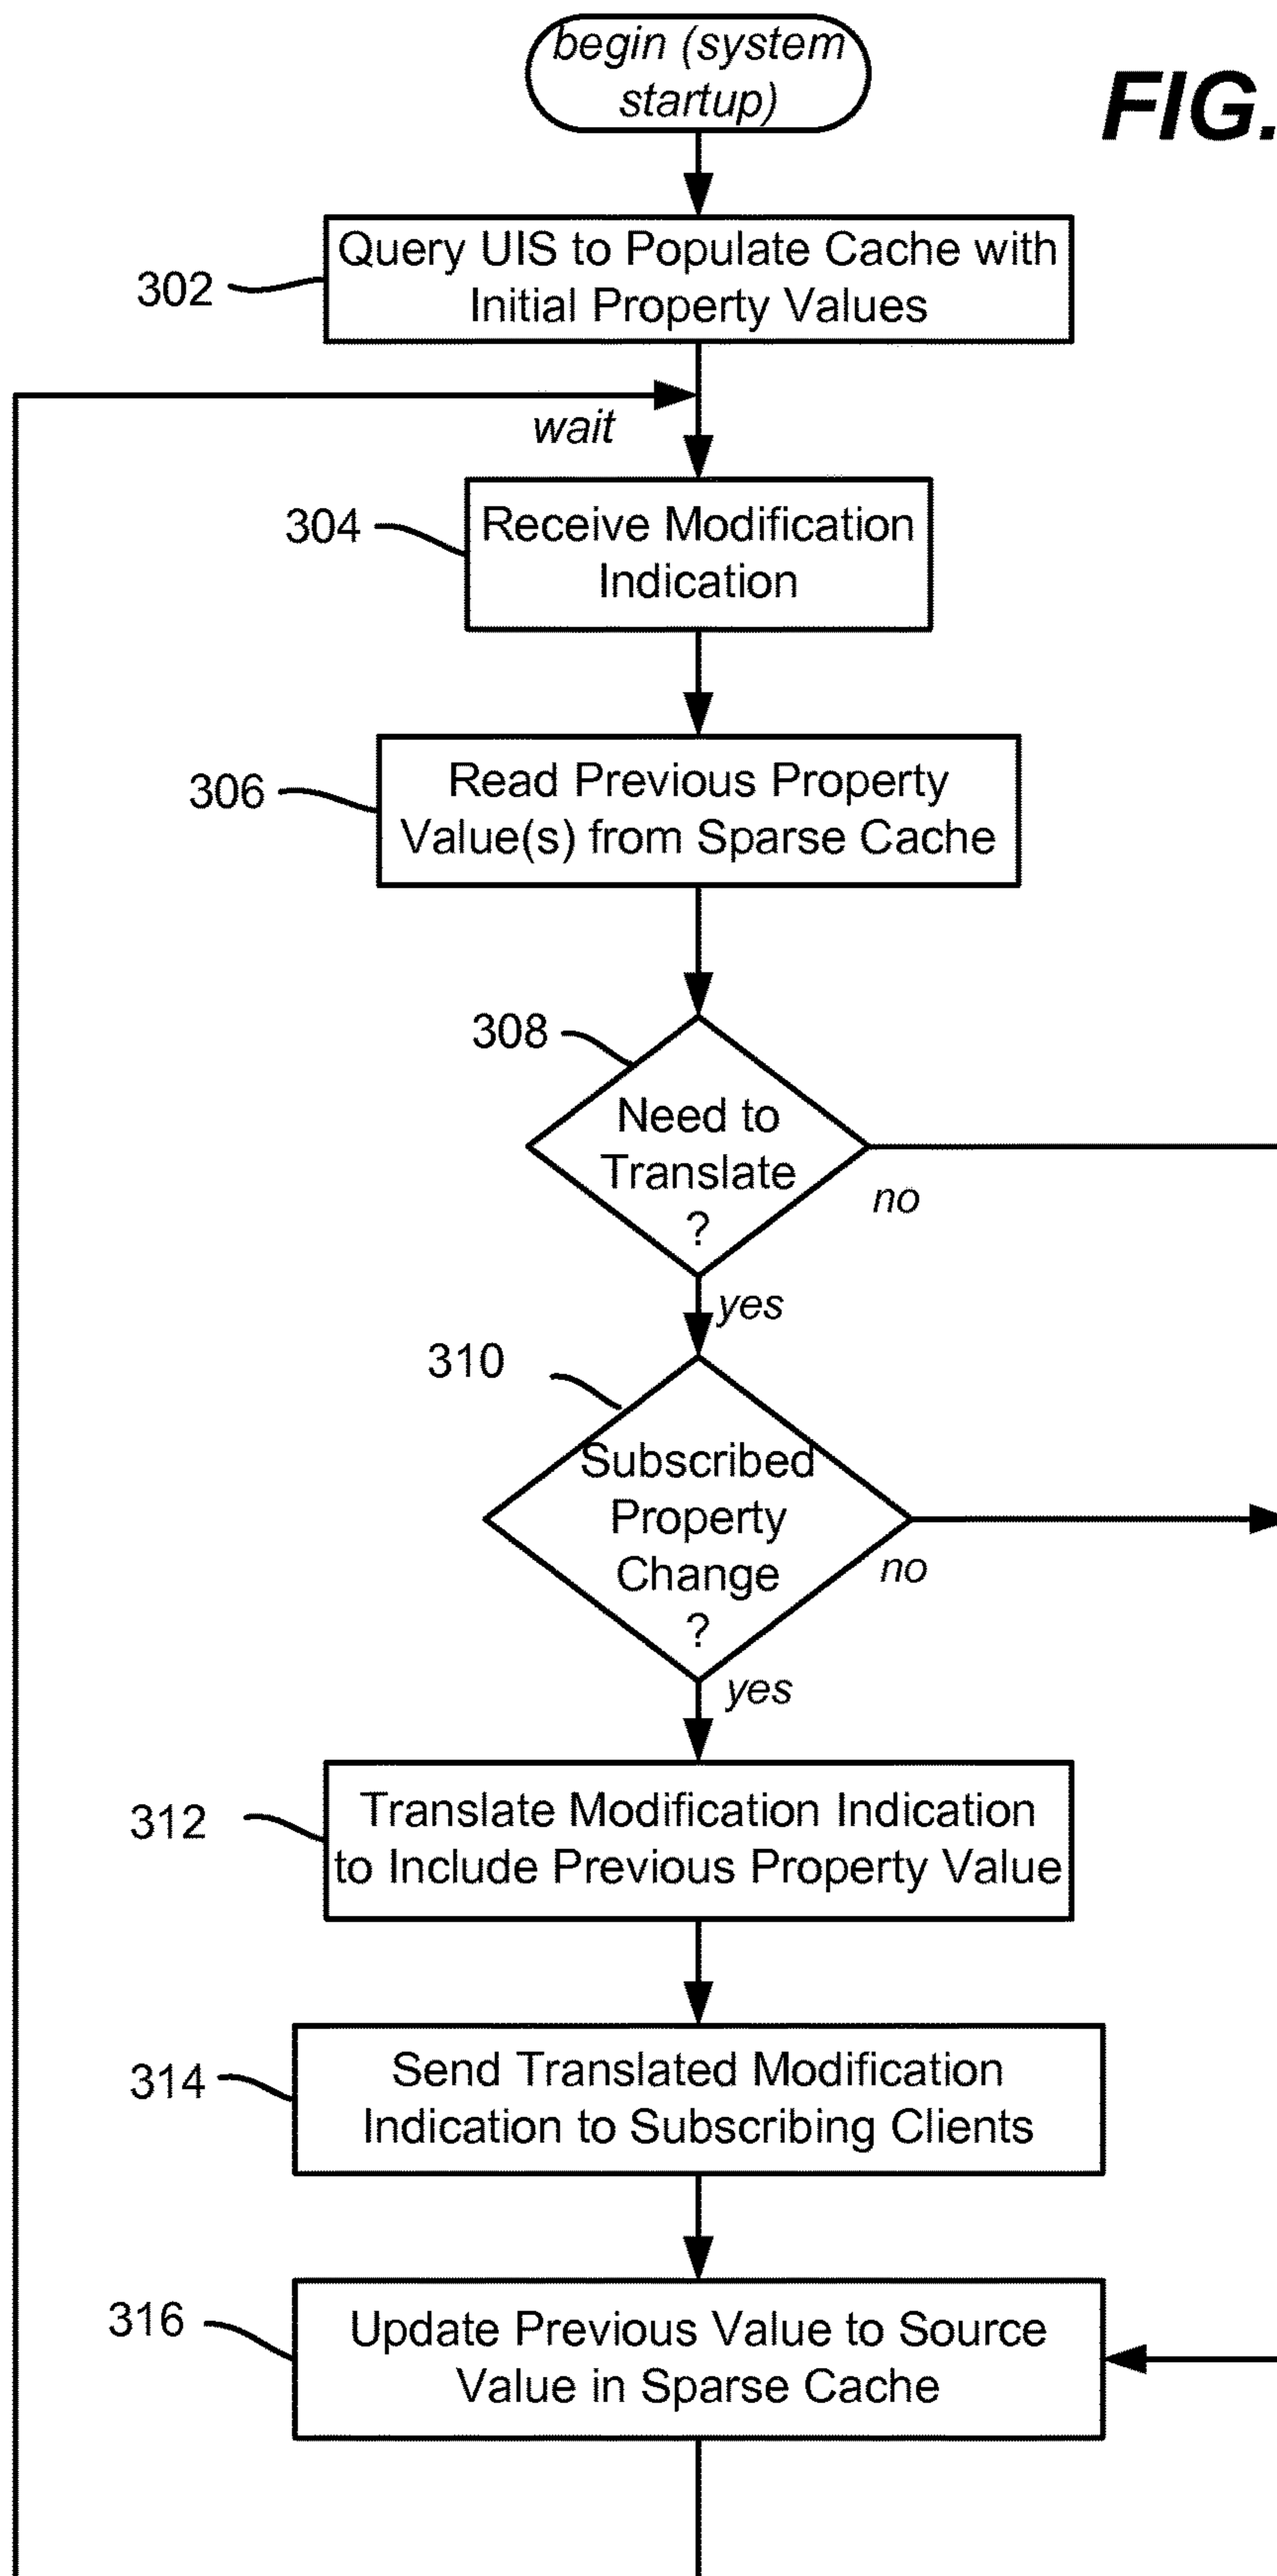 begin (system
startup)
FIG.
302
Query UIS to Populate Cache with
Initial Property Values
wait
304
Receive Modification
Indication
306
Read Previous Property
Value(s) from Sparse Cache
308
Need to
Translate
?
no
yes
310
Subscribed
Property
Change
?
no
yes
312
Translate Modification Indication
to Include Previous Property Value
314
Send Translated Modification
Indication to Subscribing Clients
316
Update Previous Value to Source
Value in Sparse Cache